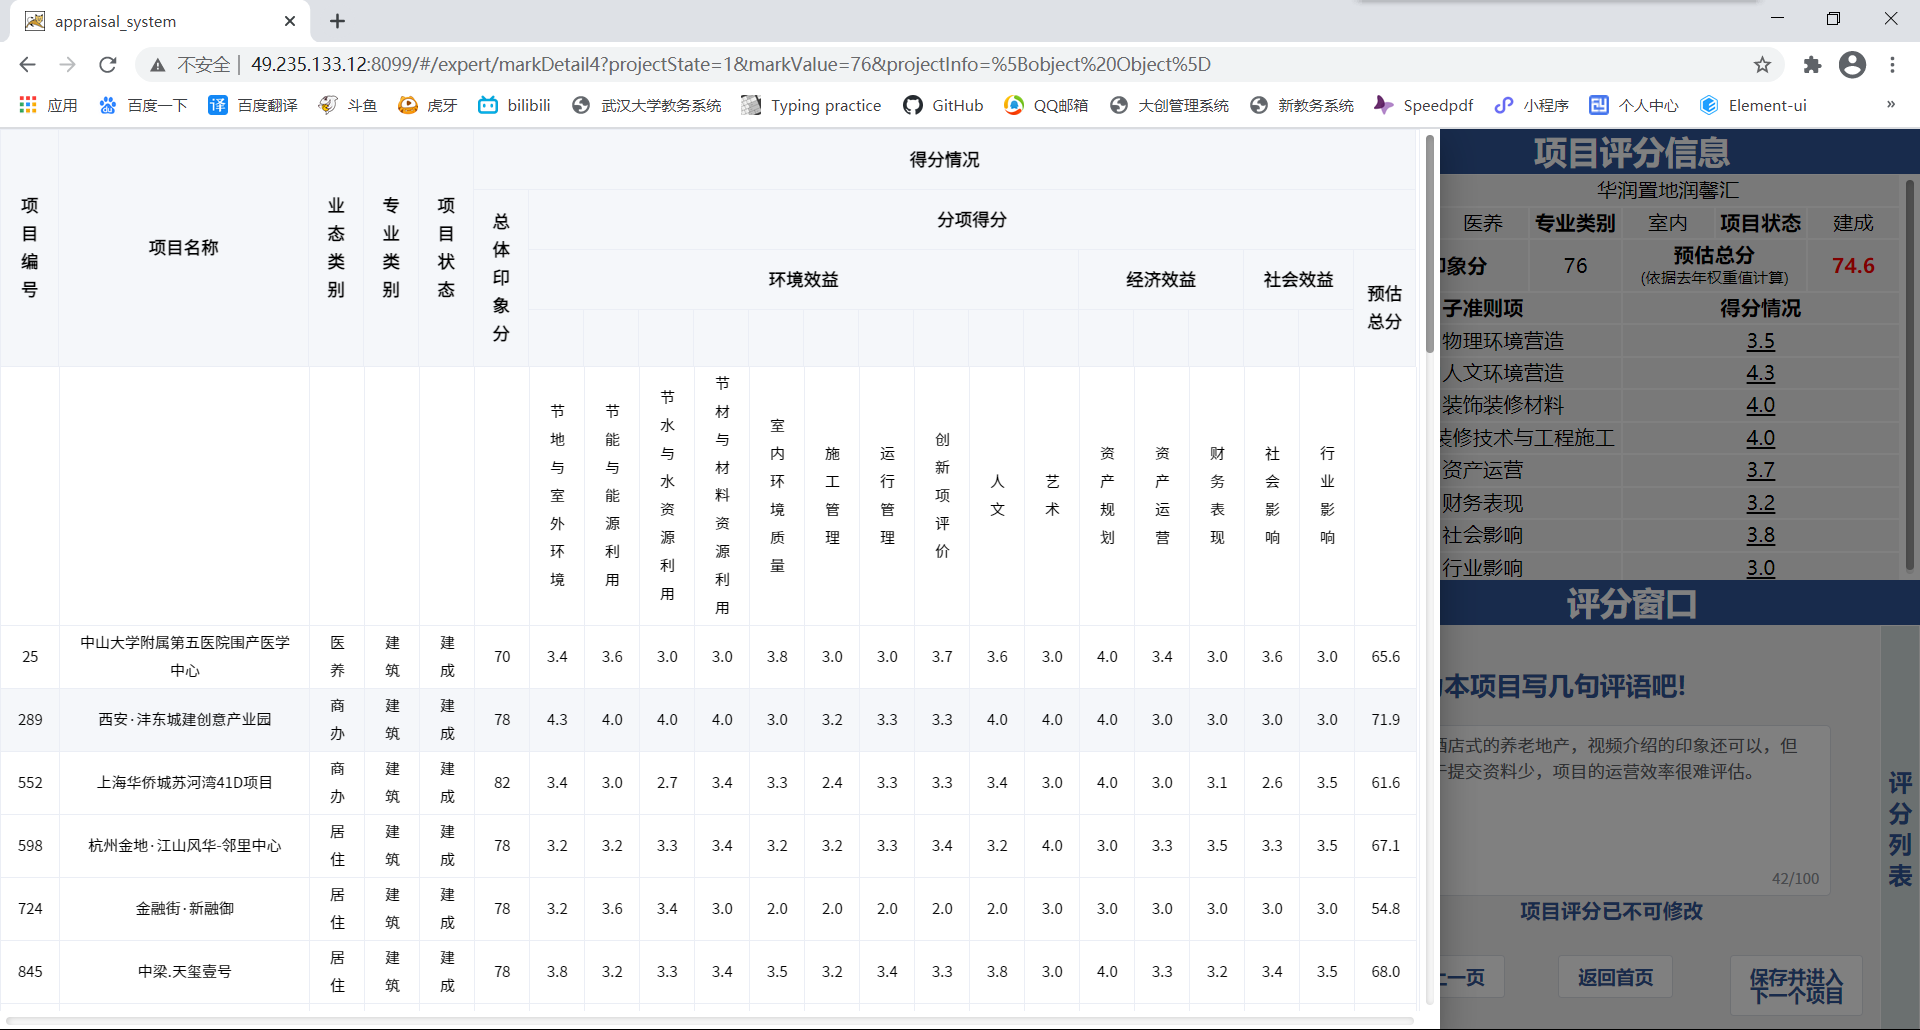 appraisal_system
不安全 | 49.235.133.12:8099/#/expert/markDetail4?projectState=1&markValue=76&projectInfo=%5Bobject%20Object%5D
应用 百度一下 译 百度翻译 斗鱼 虎牙 bilibili 武汉大学教务系统 Typing practice GitHub QQ邮箱 大创管理系统 新教务系统 Speedpdf 小程序 个人中心 Element-ui »
项目编号 项目名称 业态类别 专业类别 项目状态 得分情况
总体印象分 分项得分
环境效益 经济效益 社会效益 预估总分
节地与室外环境 节能与能源利用 节水与水资源利用 节材与材料资源利用 室内环境质量 施工管理 运行管理 创新项评价 人文 艺术 资产规划 资产运营 财务表现 社会影响 行业影响
25 中山大学附属第五医院围产医学中心 医养 建筑 建成 70 3.4 3.6 3.0 3.0 3.8 3.0 3.0 3.7 3.6 3.0 4.0 3.4 3.0 3.6 3.0 65.6
289 西安·沣东城建创意产业园 商办 建筑 建成 78 4.3 4.0 4.0 4.0 3.0 3.2 3.3 3.3 4.0 4.0 4.0 3.0 3.0 3.0 3.0 71.9
552 上海华侨城苏河湾41D项目 商办 建筑 建成 82 3.4 3.0 2.7 3.4 3.3 2.4 3.3 3.3 3.4 3.0 4.0 3.0 3.1 2.6 3.5 61.6
598 杭州金地·江山风华-邻里中心 居住 建筑 建成 78 3.2 3.2 3.3 3.4 3.2 3.2 3.3 3.4 3.2 4.0 3.0 3.3 3.5 3.3 3.5 67.1
724 金融街·新融御 居住 建筑 建成 78 3.2 3.6 3.4 3.0 2.0 2.0 2.0 2.0 2.0 3.0 3.0 3.0 3.0 3.0 3.0 54.8
845 中梁.天玺壹号 居住 建筑 建成 78 3.8 3.2 3.3 3.4 3.5 3.2 3.4 3.3 3.8 3.0 4.0 3.3 3.2 3.4 3.5 68.0
项目评分信息
华润置地润馨汇
医养 专业类别 室内 项目状态 建成
印象分 76 预估总分 74.6
(依据去年权重值计算)
子准则项 得分情况
物理环境营造 3.5
人文环境营造 4.3
装饰装修材料 4.0
装修技术与工程施工 4.0
资产运营 3.7
财务表现 3.2
社会影响 3.8
行业影响 3.0
评分窗口
本项目写几句评语吧!
酒店式的养老地产，视频介绍的印象还可以，但
提交资料少，项目的运营效率很难评估。
42/100
项目评分已不可修改
上一页 返回首页 保存并进入
下一个项目
评分列表